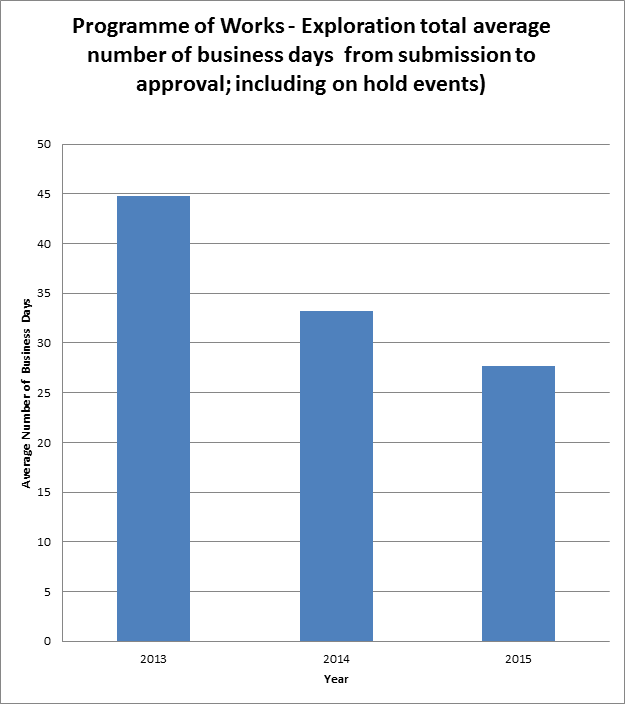 Programme of Works - Exploration total average
number of business days from submission to
approval; including on hold events)
50
45
40
35
30
25
20
15
10
5
0
Average Number of Business Days
2013
2014
2015
Year